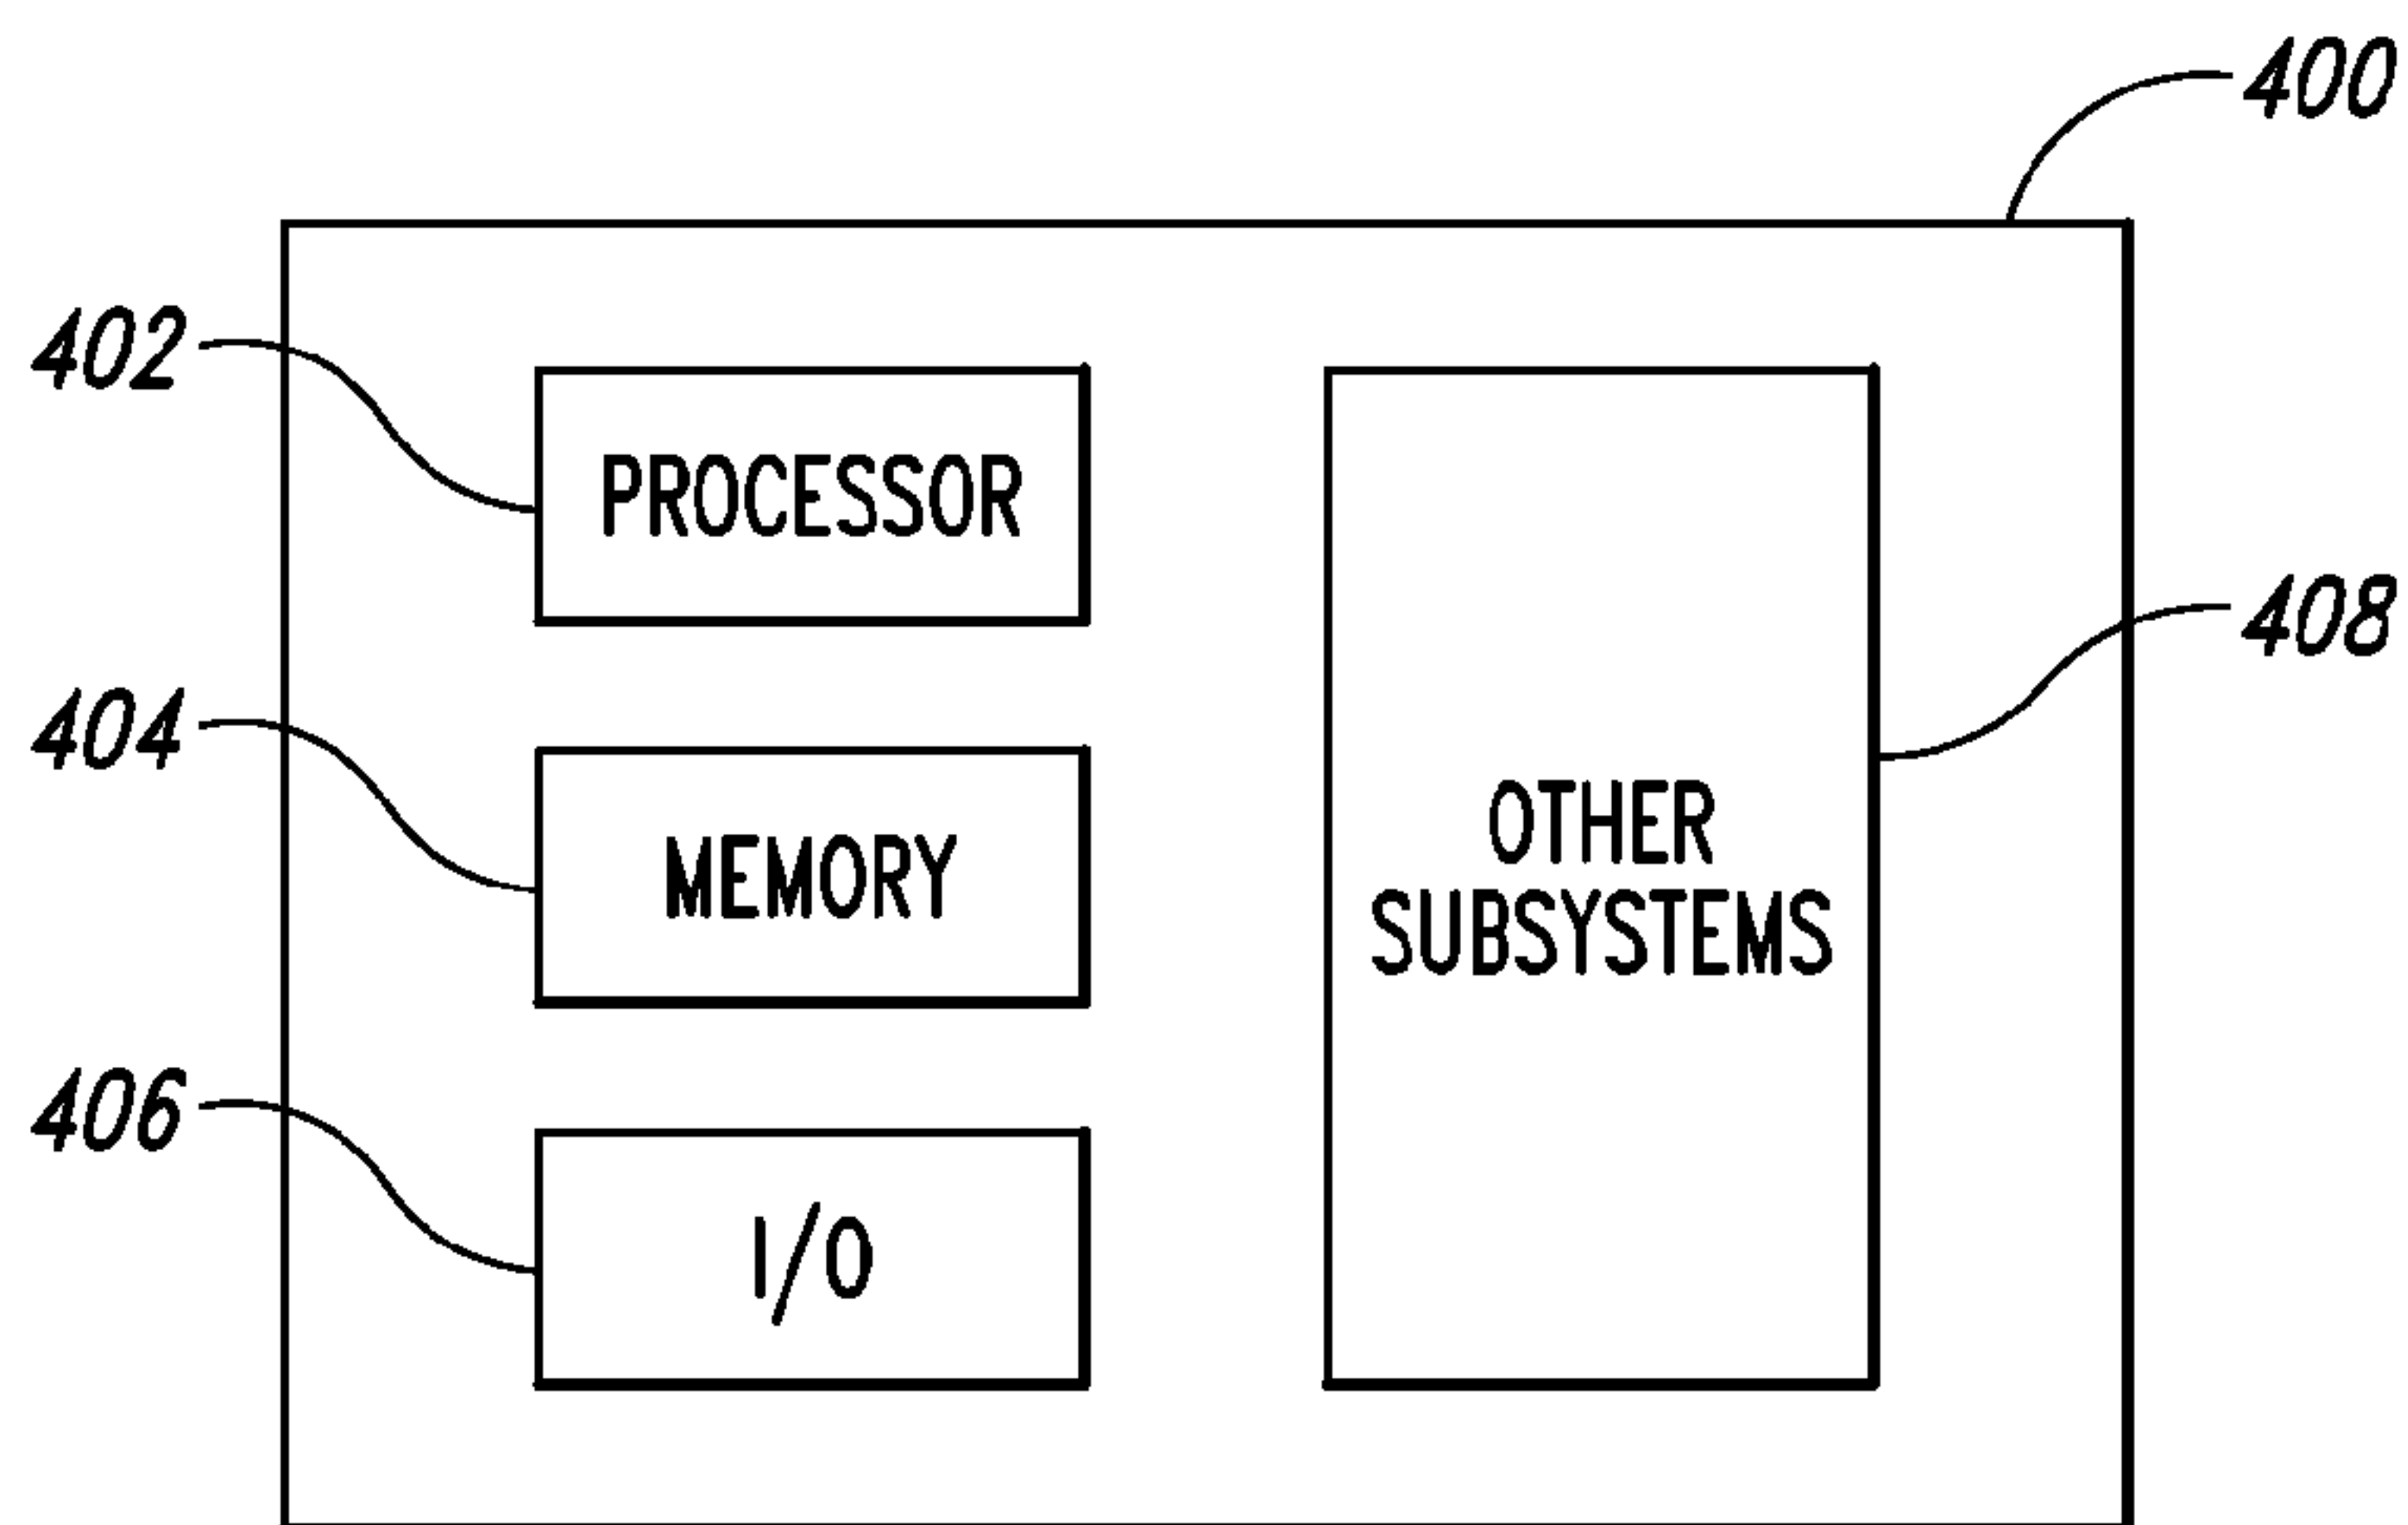 400
402
PROCESSOR
408
404
MEMORY
OTHER
SUBSYSTEMS
406
I/O